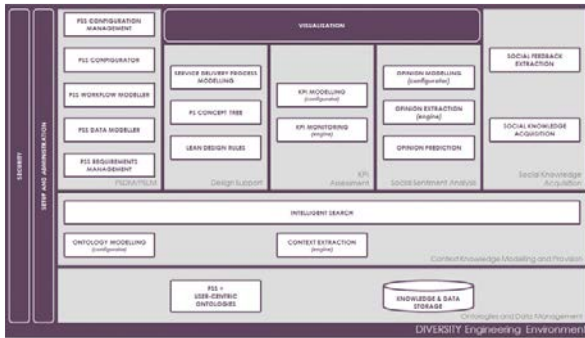 PSS CONFIGURATION
MANAGEMENT
PSS CONFIGURATOR
PSS WORKFLOW MODELLER
PSS DATA MODELLER
PSS REQUIREMENTS
MANAGEMENT
VISUALISATION
SERVICE DELIVERY PROCESS
MODELLING
PS CONCEPT TREE
LEAN DESIGN RULES
Design Support
KPI MODELLING
(configurator)
KPI MONITORING
(engine)
KPI
Assessment
OPINION MODELLING
(configurator)
OPINION EXTRACTION
(engine)
OPINION PREDICTION
Social Sentiment Analysis
SOCIAL FEEDBACK
EXTRACTION
SOCIAL KNOWLEDGE
ACQUISITION
Social Knowledge
Acquisition
SECURITY
SETUP AND ADMINISTRATION
INTELLIGENT SEARCH
ONTOLOGY MODELLING
(configurator)
CONTEXT EXTRACTION
(engine)
Context Knowledge Modelling and Provision
PSS +
USER-CENTRIC
ONTOLOGIES
KNOWLEDGE & DATA
STORAGE
Ontologies and Data Management
DIVERSITY Engineering Environment